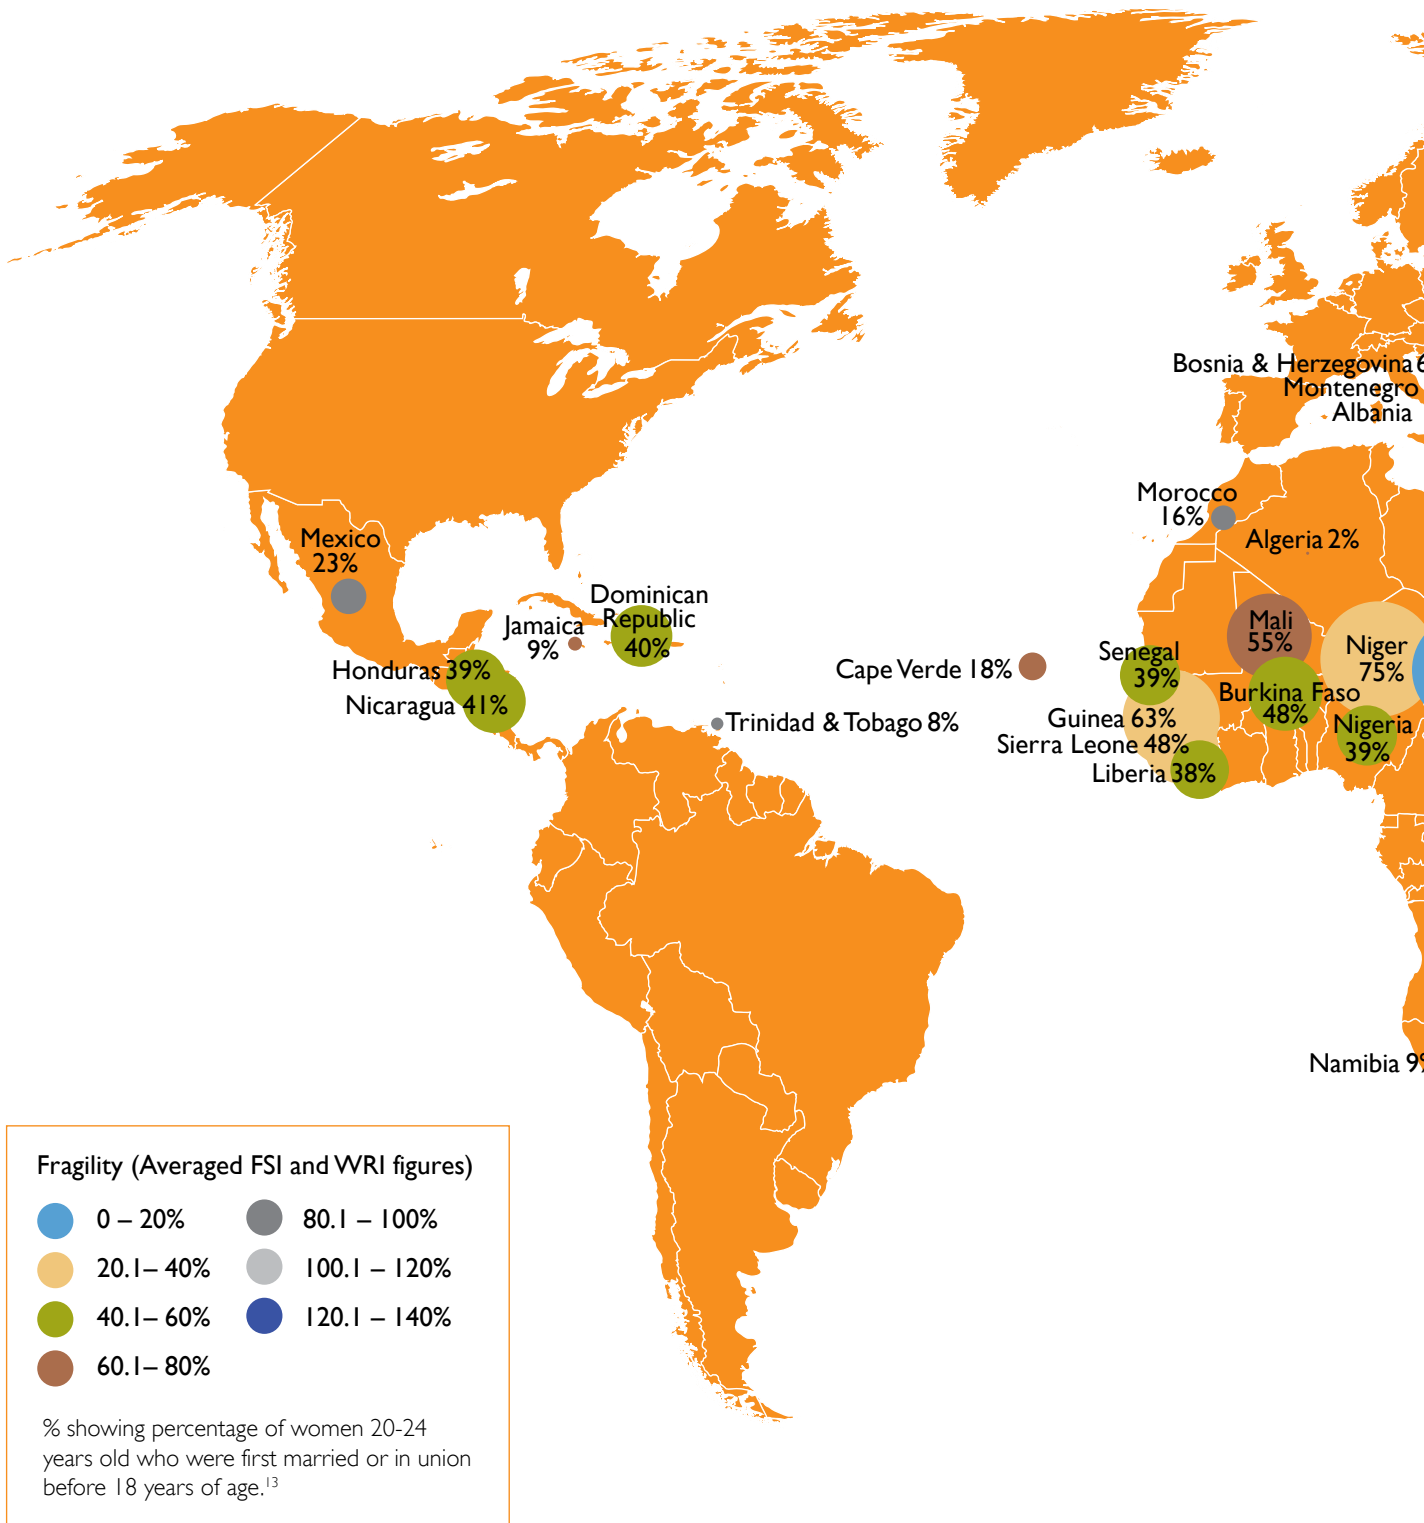 Bosnia & Herzegovina 6
Montenegro
Albania
Morocco
16%
Algeria 2%
Mexico
23%
Dominican
Republic
40%
Jamaica
9%
Honduras 39%
Nicaragua 41%
Cape Verde 18%
Trinidad & Tobago 8%
Mali
55%
Niger
75%
Senegal
39%
Burkina Faso
48%
Guinea 63%
Sierra Leone 48%
Liberia 38%
Nigeria
39%
Namibia 9%
Fragility (Averaged FSI and WRI figures)
0 – 20%
20.1– 40%
40.1– 60%
60.1– 80%
80.1 – 100%
100.1 – 120%
120.1 – 140%
% showing percentage of women 20-24
years old who were first married or in union
before 18 years of age.13